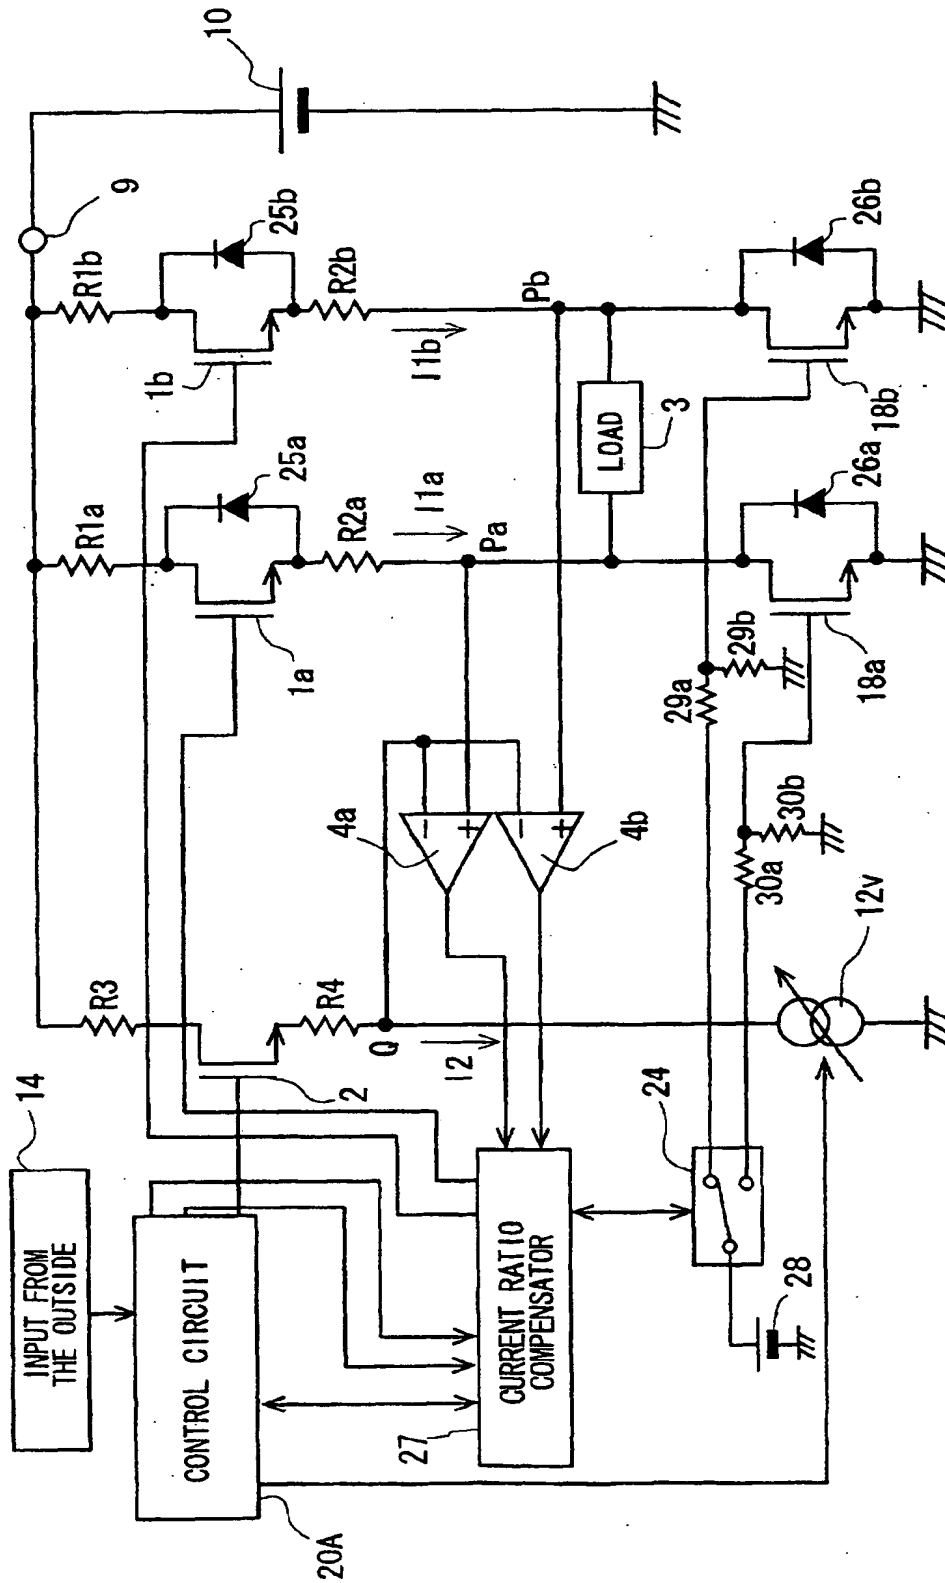 INPUT FROM
THE OUTSIDE
14
CONTROL CIRCUIT
20A
CURRENT RATIO
COMPENSATOR
27
24
28
2
R3
R4
Q
I2
12v
4a
4b
−
+
−
+
30a
30b
29a
29b
1a
R1a
25a
R2a
I1a
Pa
18a
26a
LOAD
3
1b
R1b
25b
R2b
I1b
Pb
18b
26b
9
10